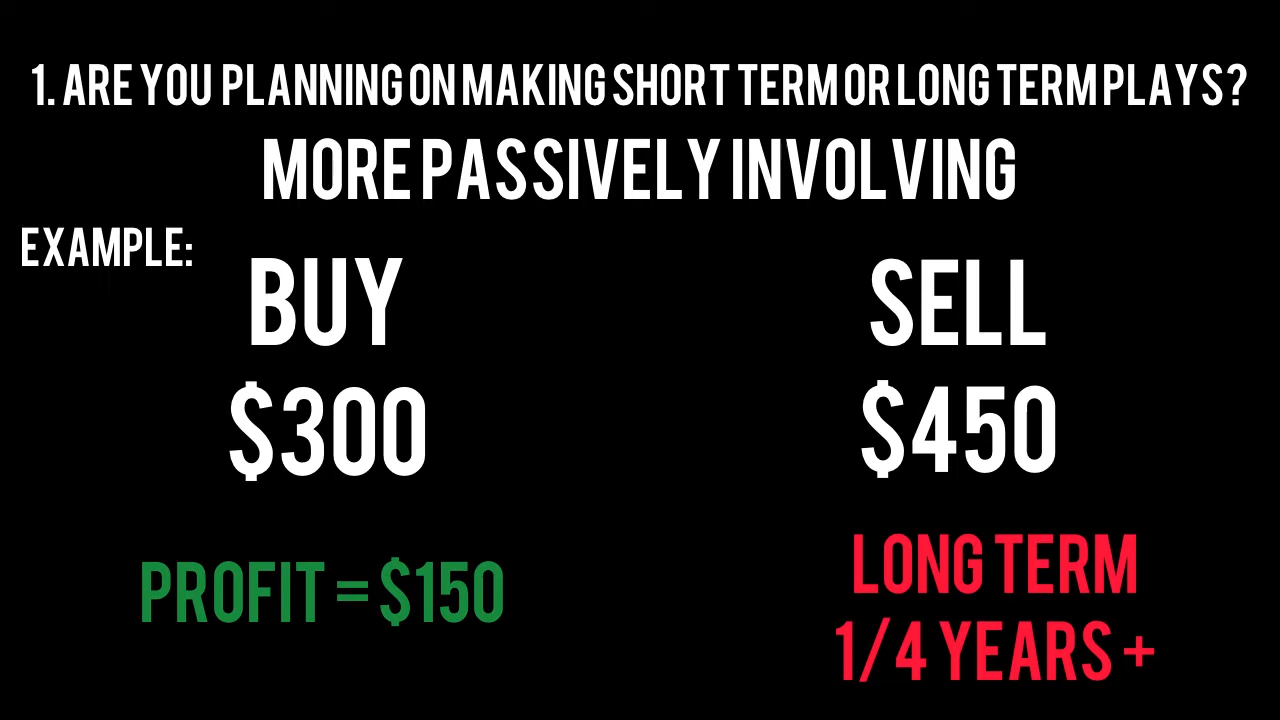 1. ARE YOU PLANNING ON MAKING SHORT TERM OR LONG TERM PLAYS?
MORE PASSIVELY INVOLVING
EXAMPLE:
BUY
SELL
$300
$450
PROFIT = $150
LONG TERM
1/4 YEARS +